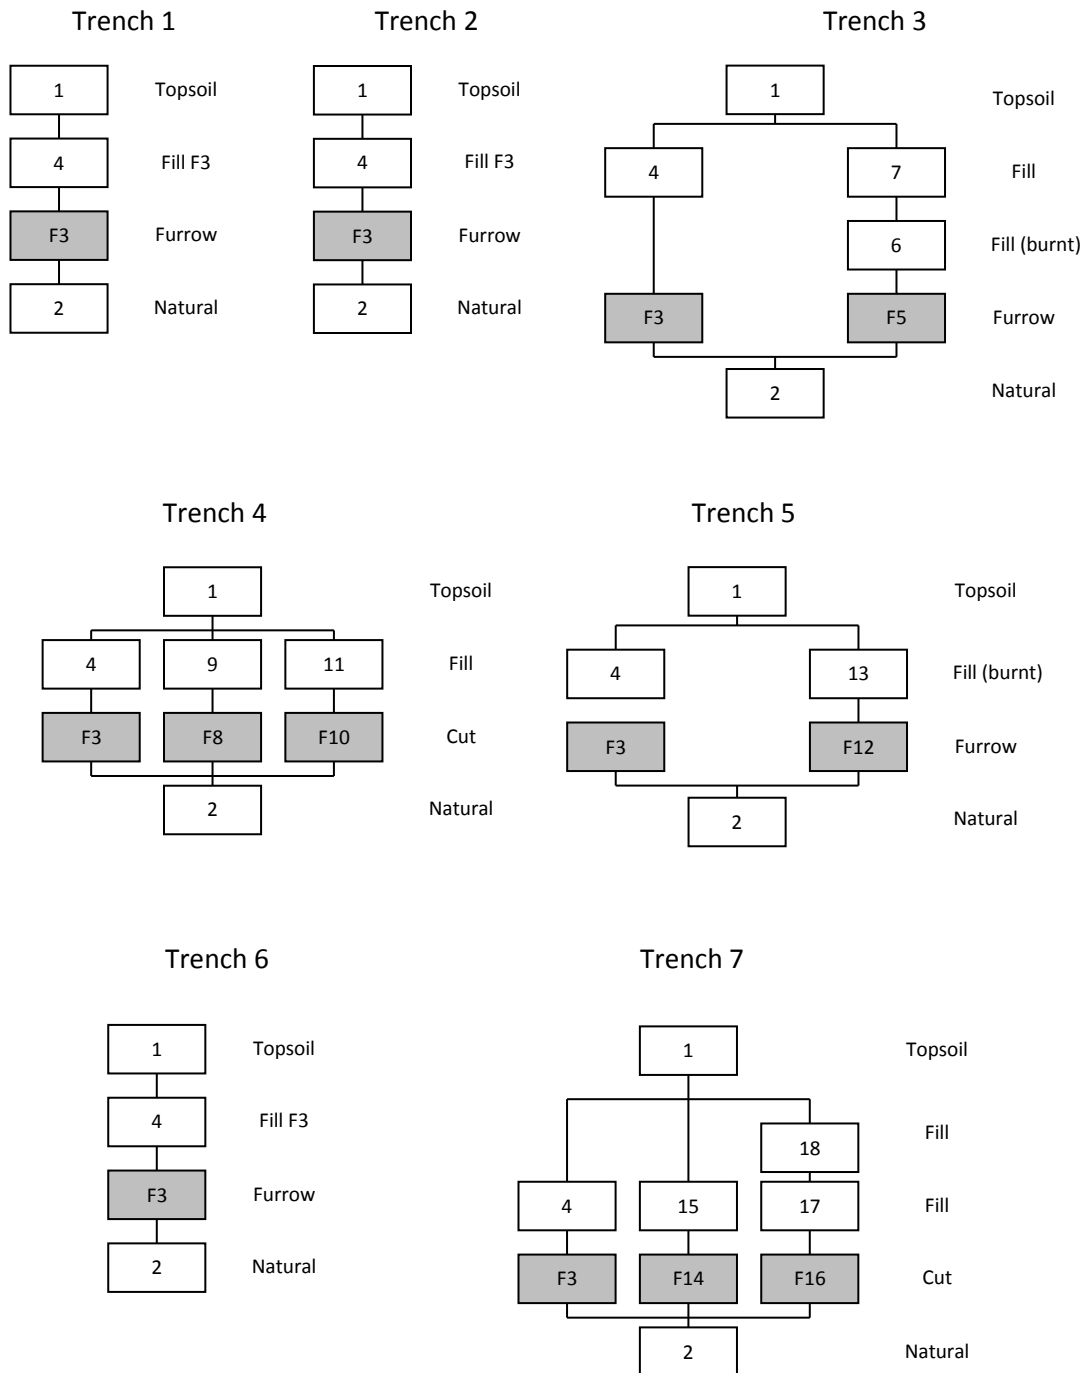 Trench 1 Trench 2 Trench 3
1 Topsoil 1 Topsoil 1 Topsoil
4 Fill F3 4 Fill F3 4 7 Fill
F3 Furrow F3 Furrow 6 Fill (burnt)
2 Natural 2 Natural F3 F5 Furrow
2 Natural
Trench 4 Trench 5
1 Topsoil 1 Topsoil
4 9 11 Fill 4 13 Fill (burnt)
F3 F8 F10 Cut F3 F12 Furrow
2 Natural 2 Natural
Trench 6 Trench 7
1 Topsoil 1 Topsoil
4 Fill F3 18 Fill
F3 Furrow 4 15 17 Fill
2 Natural F3 F14 F16 Cut
2 Natural